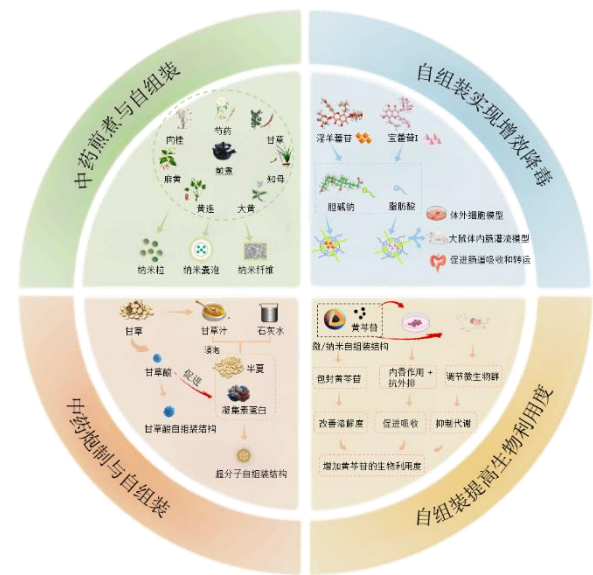 中药煎煮与自组装
肉桂
芍药
甘草
麻黄
煎煮
知母
黄连
大黄
纳米粒
纳米囊泡
纳米纤维
自组装实现增效降毒
淫羊藿苷
宝藿苷I
胆碱钠
脂肪酸
体外细胞模型
大鼠体内肠灌流模型
促进肠道吸收和转运
中药炮制与自组装
甘草
甘草汁
石灰水
浸泡
甘草酸
促进
半夏
凝集素蛋白
甘草酸自组装结构
超分子自组装结构
自组装提高生物利用度
黄芩苷
微/纳米自组装结构
包封黄芩苷
内吞作用 +
抗外排
调节微生物群
改善溶解度
促进吸收
抑制代谢
增加黄芩苷的生物利用度